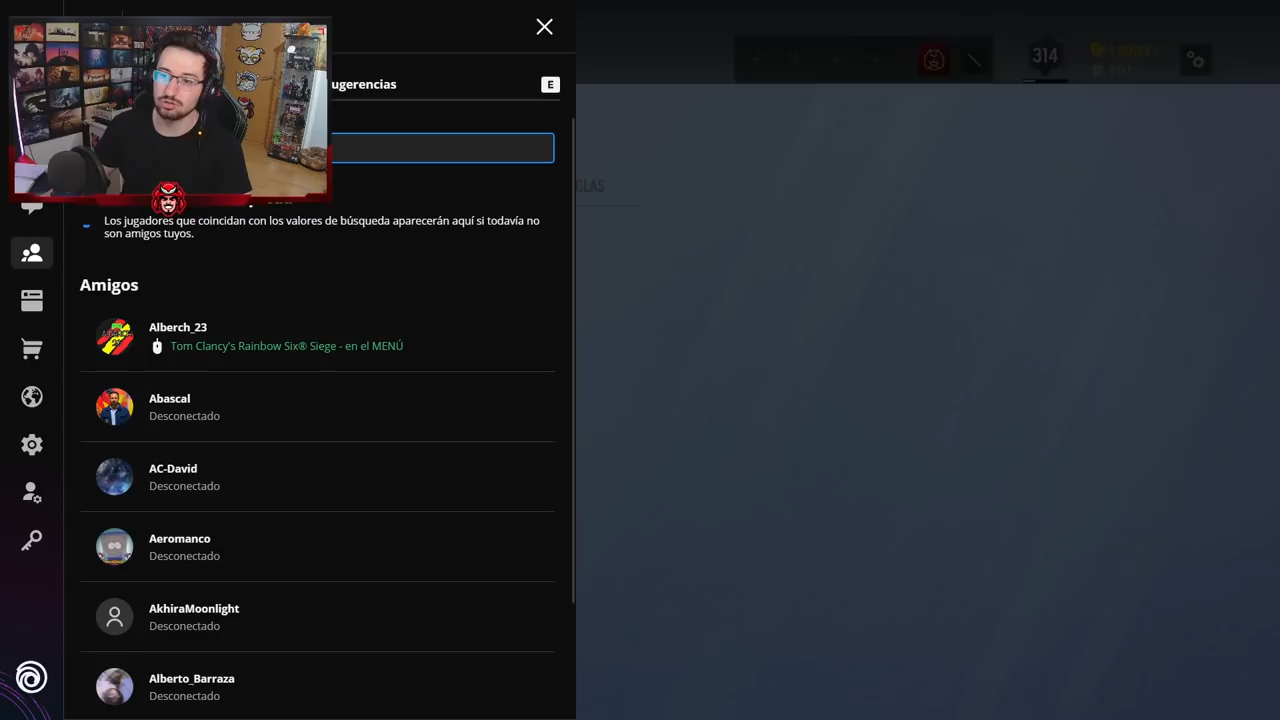 ugerencias
E
314
GLAS
Los jugadores que coincidan con los valores de búsqueda aparecerán aquí si todavía no
son amigos tuyos.
Amigos
Alberch_23
Tom Clancy's Rainbow Six® Siege - en el MENÚ
Abascal
Desconectado
AC-David
Desconectado
Aeromanco
Desconectado
AkhiraMoonlight
Desconectado
Alberto_Barraza
Desconectado